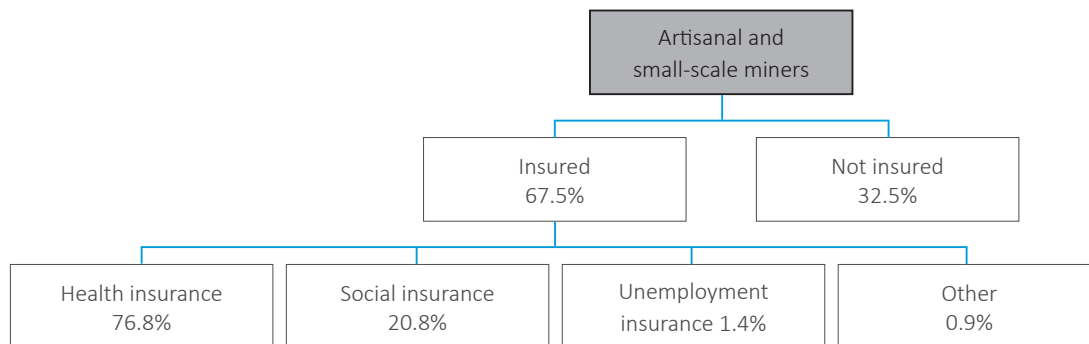 Artisanal and
small-scale miners
Insured
67.5%
Not insured
32.5%
Health insurance
76.8%
Social insurance
20.8%
Unemployment
insurance 1.4%
Other
0.9%